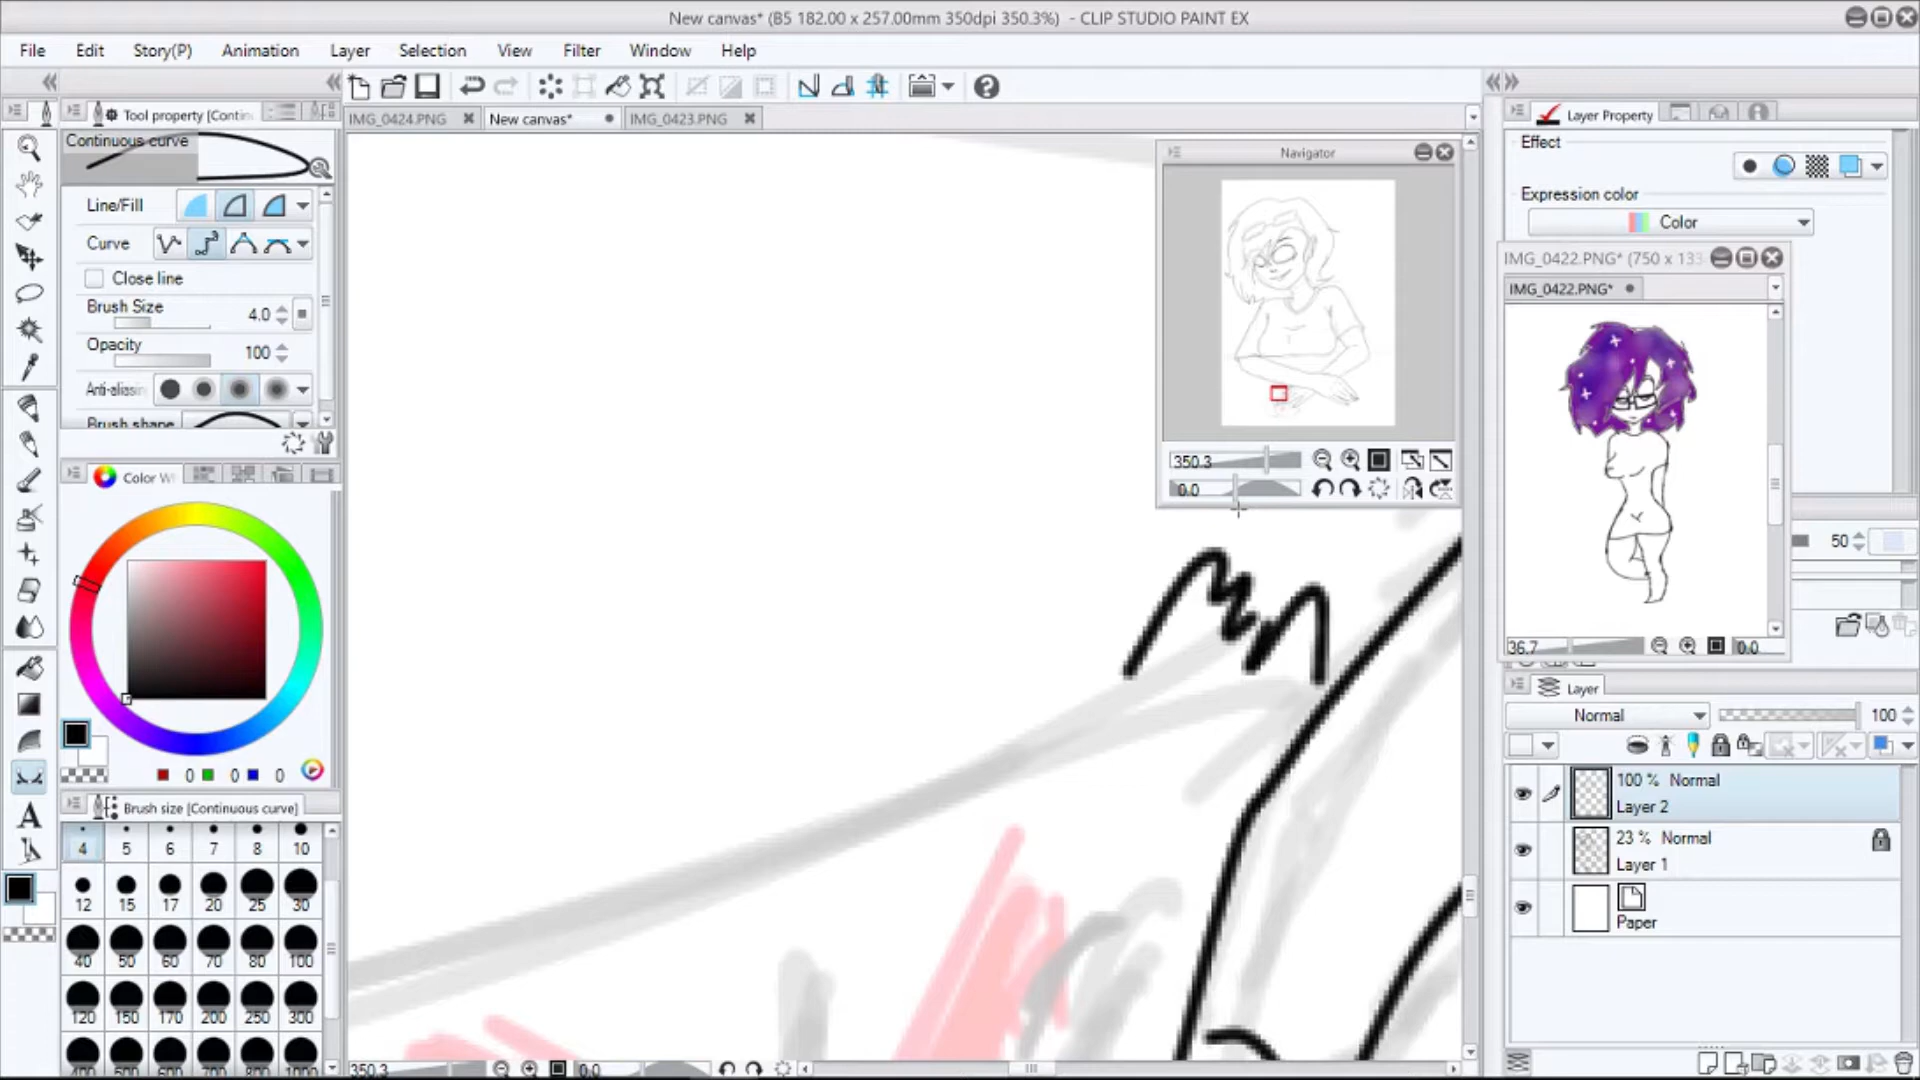 New canvas* (B5 182.00 x 257.00mm 350dpi 350.3%) - CLIP STUDIO PAINT EX
File Edit Story(P) Animation Layer Selection View Filter Window Help
Tool property [Contin
IMG_0424.PNG New canvas* IMG_0423.PNG
Continuous curve
Line/Fill
Curve
Close line
Brush Size 4.0
Opacity 100
Anti-aliasin
Brush shape
Color W
0 0 0
Brush size [Continuous curve]
4 5 6 7 8 10
12 15 17 20 25 30
40 50 60 70 80 100
120 150 170 200 250 300
350.3 0.0
Navigator
350.3
0.0
Layer Property
Effect
Expression color
Color
IMG_0422.PNG* (750 x 133
IMG_0422.PNG*
36.7 0.0
50
Layer
Normal 100
100 % Normal
Layer 2
23 % Normal
Layer 1
Paper